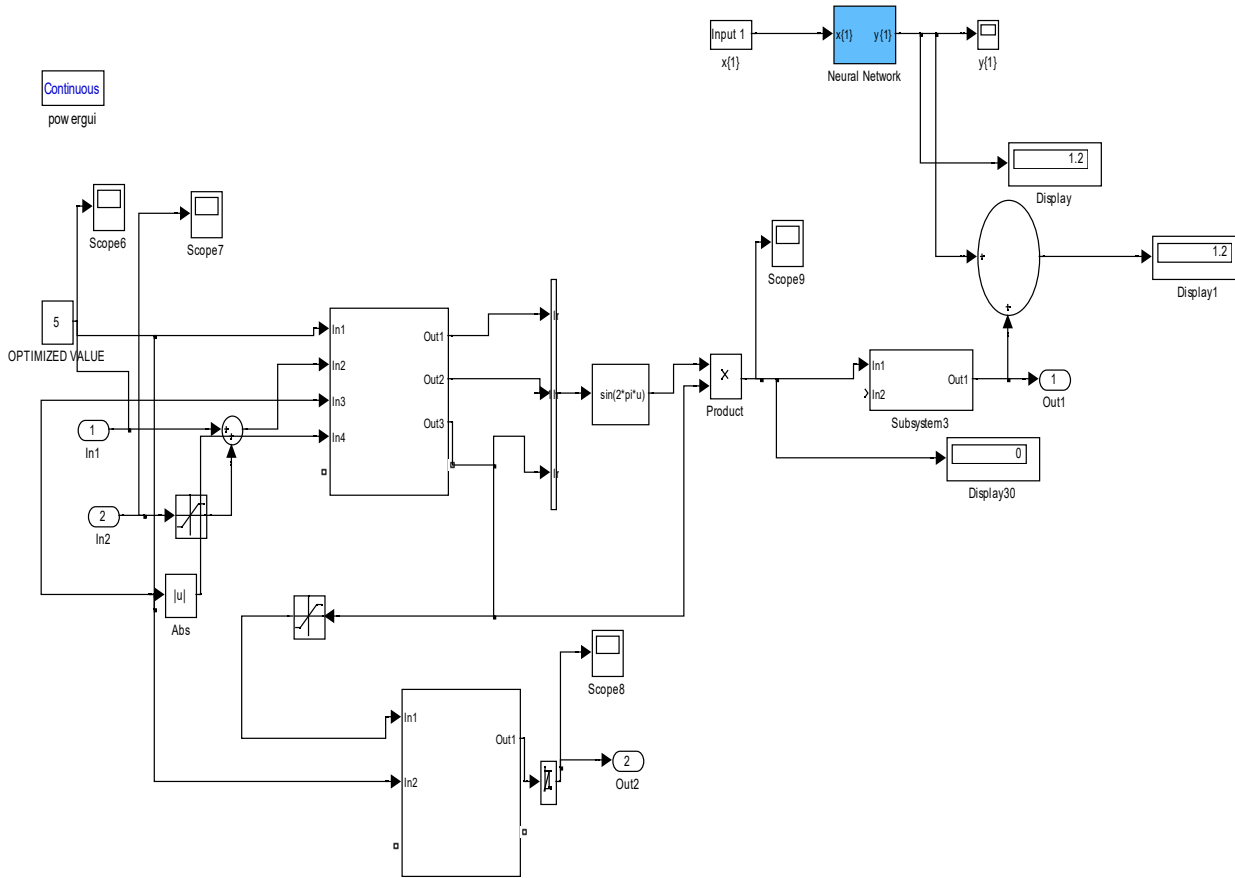 Input 1
x{1}
x{1}
y{1}
Neural Network
y{1}
Continuous
powergui
1.2
Display
Scope6
Scope7
Scope9
1.2
Display1
5
OPTIMIZED VALUE
In1
In2
In3
In4
Out1
Out2
Out3
sin(2*pi*u)
X
Product
In1
In2
Out1
Subsystem3
1
Out1
0
Display30
1
In1
2
In2
|u|
Abs
Scope8
In1
In2
Out1
2
Out2